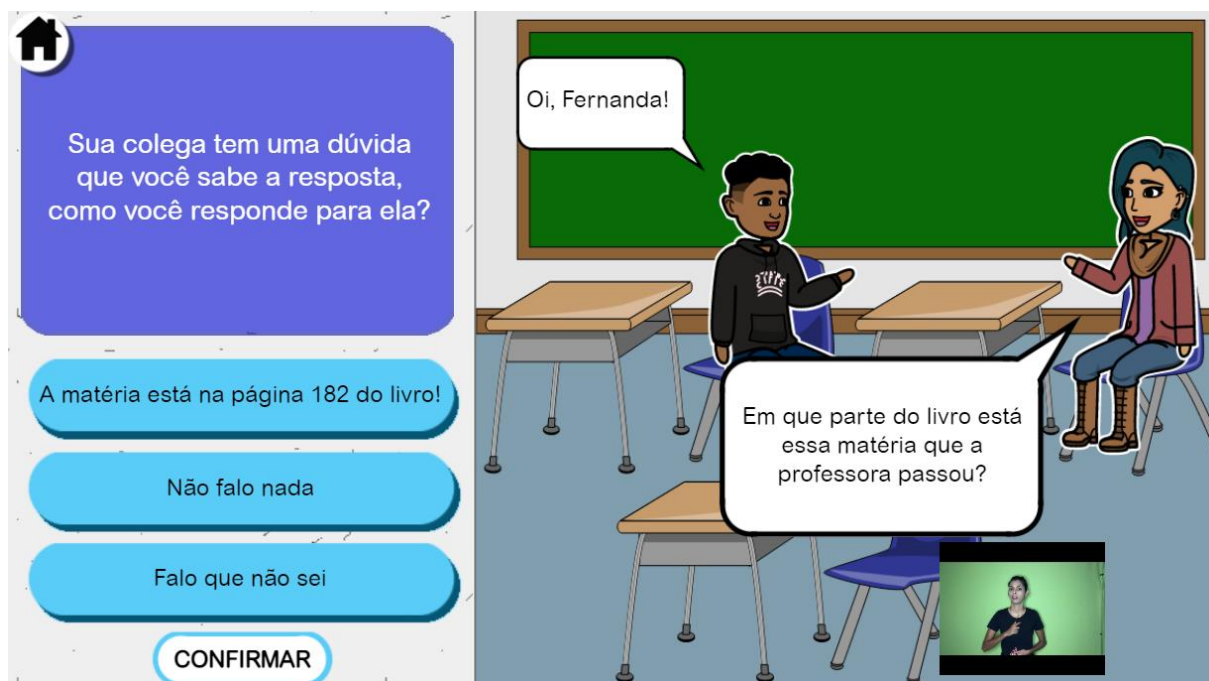 Sua colega tem uma dúvida
que você sabe a resposta,
como você responde para ela?
A matéria está na página 182 do livro!
Não falo nada
Falo que não sei
CONFIRMAR
Oi, Fernanda!
Em que parte do livro está
essa matéria que a
professora passou?